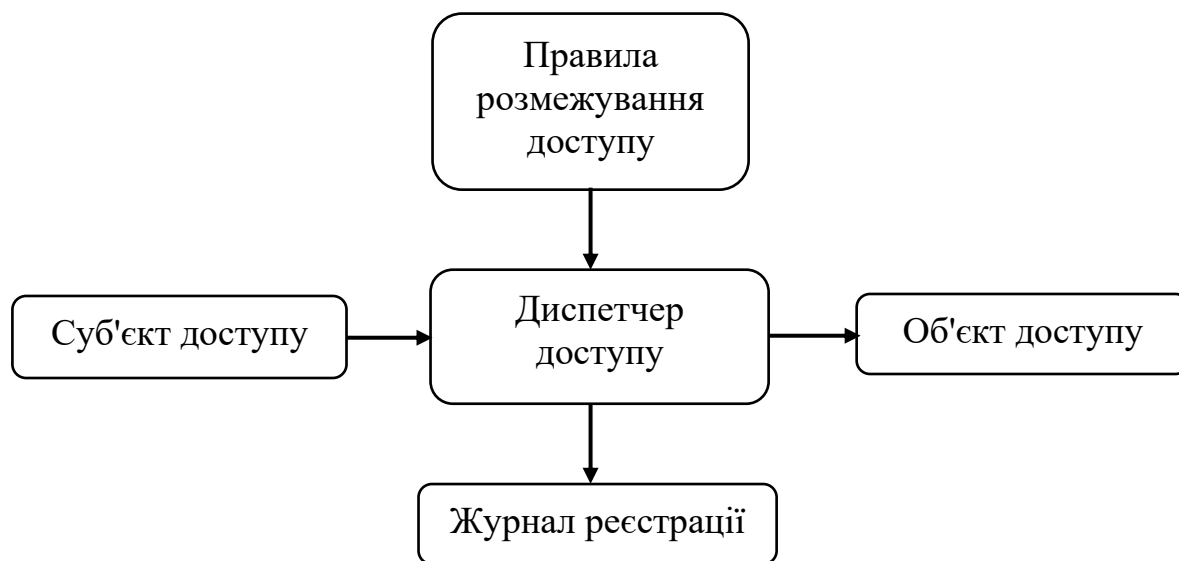 Правила
розмежування
доступу
Суб'єкт доступу
Диспетчер
доступу
Об'єкт доступу
Журнал реєстрації